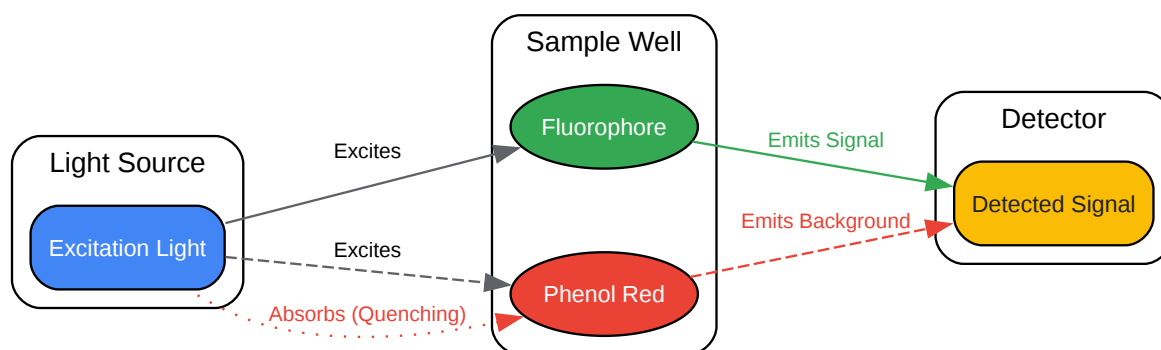 Sample Well
Light Source
Detector
Fluorophore
Excites
Emits Signal
Excitation Light
Detected Signal
Excites
Emits Background
Phenol Red
Absorbs (Quenching)